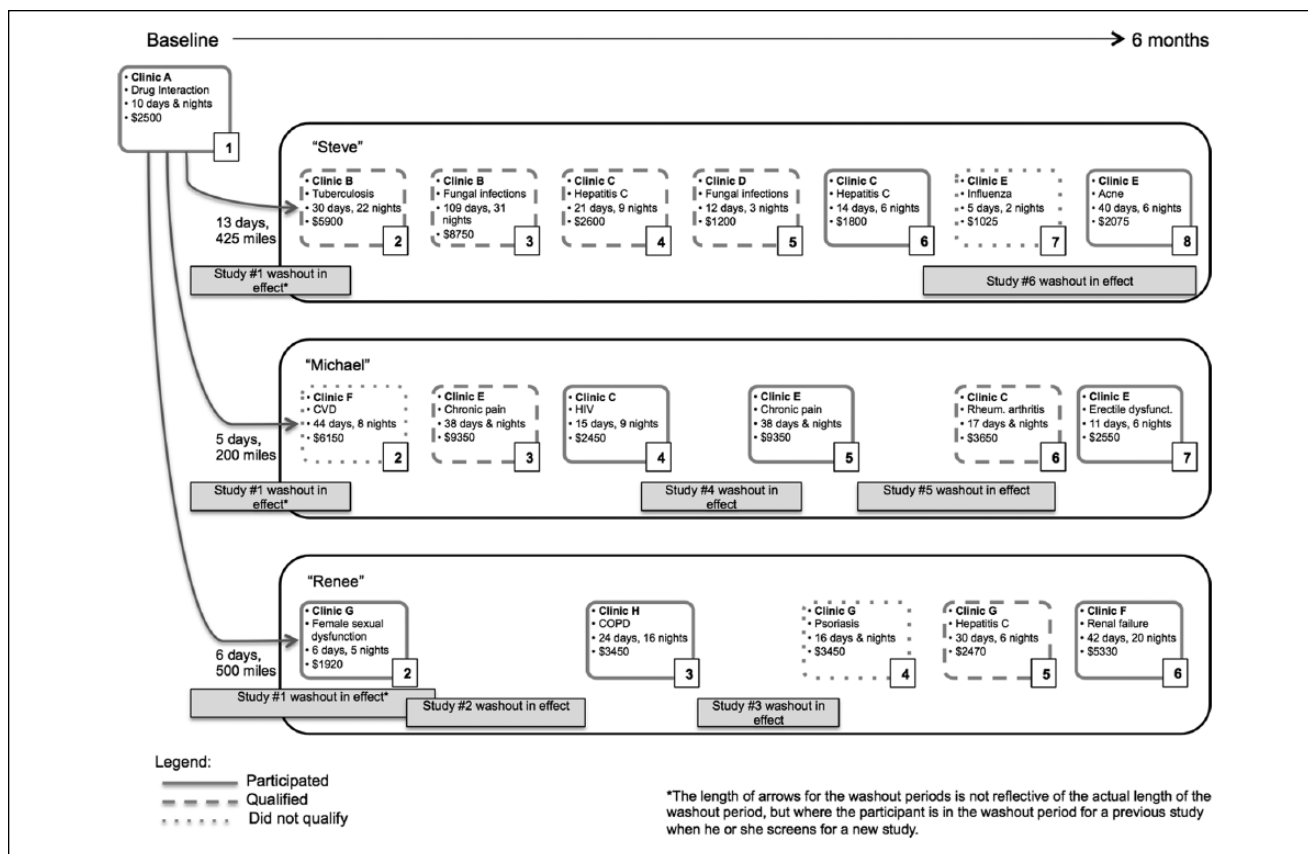 Baseline
6 months
• Clinic A
• Drug Interaction
• 10 days & nights
• $2500
1
"Steve"
• Clinic B
• Tuberculosis
• 30 days, 22 nights
• $5900
2
• Clinic B
• Fungal infections
• 109 days, 31
nights
• $8750
3
• Clinic C
• Hepatitis C
• 21 days, 9 nights
• $2600
4
• Clinic D
• Fungal infections
• 12 days, 3 nights
• $1200
5
• Clinic C
• Hepatitis C
• 14 days, 6 nights
• $1800
6
• Clinic E
• Influenza
• 5 days, 2 nights
• $1025
7
• Clinic E
• Acne
• 40 days, 6 nights
• $2075
8
13 days,
425 miles
Study #1 washout in
effect*
Study #6 washout in effect
"Michael"
• Clinic F
• CVD
• 44 days, 8 nights
• $6150
2
• Clinic E
• Chronic pain
• 38 days & nights
• $9350
3
• Clinic C
• HIV
• 15 days, 9 nights
• $2450
4
• Clinic E
• Chronic pain
• 38 days & nights
• $9350
5
• Clinic C
• Rheum. arthritis
• 17 days & nights
• $3650
6
• Clinic E
• Erectile dysfunct.
• 11 days, 6 nights
• $2550
7
5 days,
200 miles
Study #1 washout in
effect*
Study #4 washout in
effect
Study #5 washout in effect
"Renee"
• Clinic G
• Female sexual
dysfunction
• 6 days, 5 nights
• $1920
2
• Clinic H
• COPD
• 24 days, 16 nights
• $3450
3
• Clinic G
• Psoriasis
• 16 days & nights
• $3450
4
• Clinic G
• Hepatitis C
• 30 days, 6 nights
• $2470
5
• Clinic F
• Renal failure
• 42 days, 20 nights
• $5330
6
6 days,
500 miles
Study #1 washout in effect*
Study #2 washout in effect
Study #3 washout in
effect
Legend:
Participated
Qualified
Did not qualify
*The length of arrows for the washout periods is not reflective of the actual length of the
washout period, but where the participant is in the washout period for a previous study
when he or she screens for a new study.